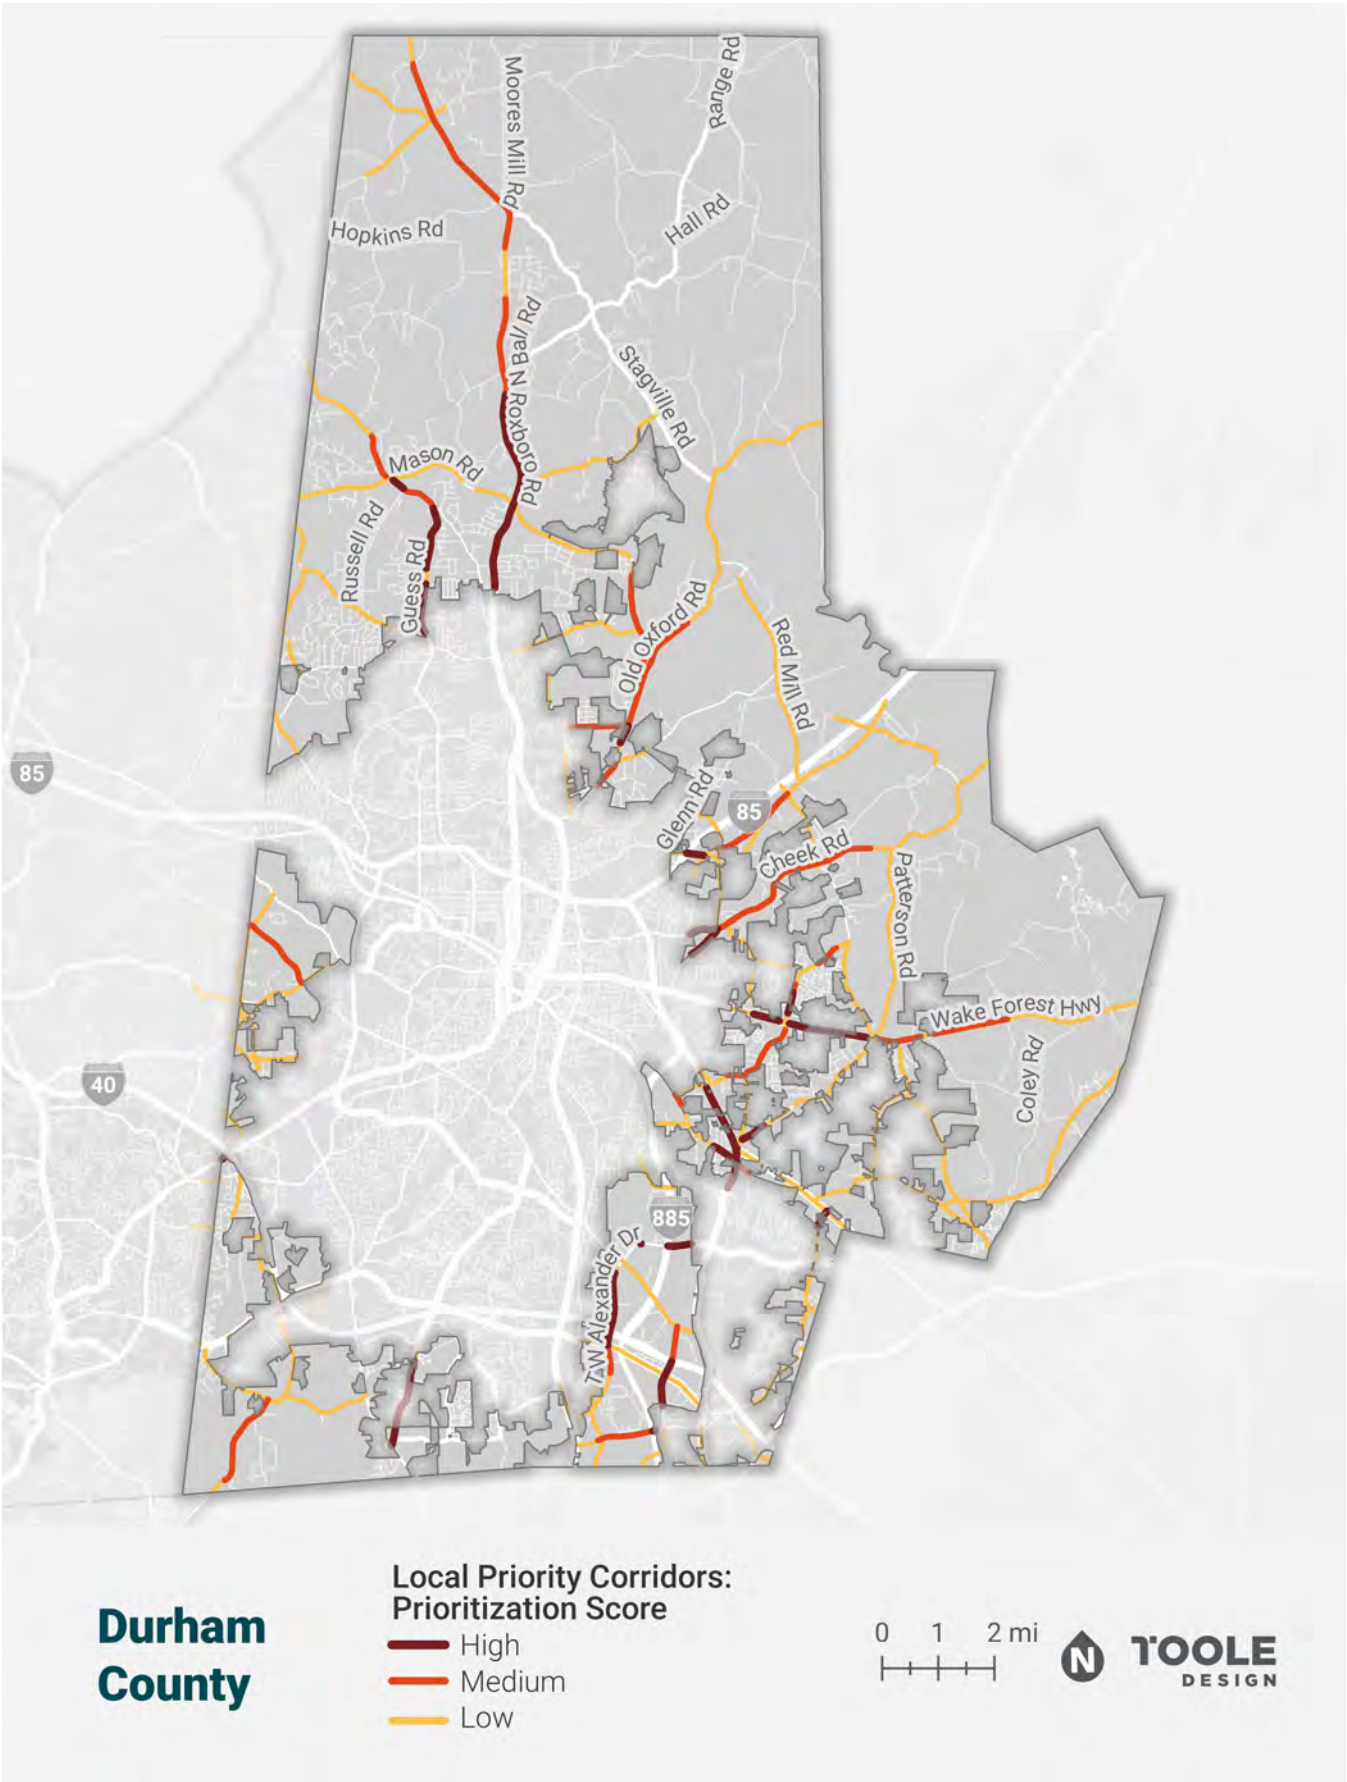 Moores Mill Rd
Range Rd
Hopkins Rd
Hall Rd
Ball Rd
N Roxboro Rd
Stagville Rd
Mason Rd
Russell Rd
Guess Rd
Old Oxford Rd
Red Mill Rd
85
Glenn Rd
85
Cheek Rd
Patterson Rd
Wake Forest Hwy
Coley Rd
40
885
T.W Alexander Dr
Local Priority Corridors:
Prioritization Score
High
Medium
Low
Durham
County
0 1 2 mi
N
TOOLE
DESIGN